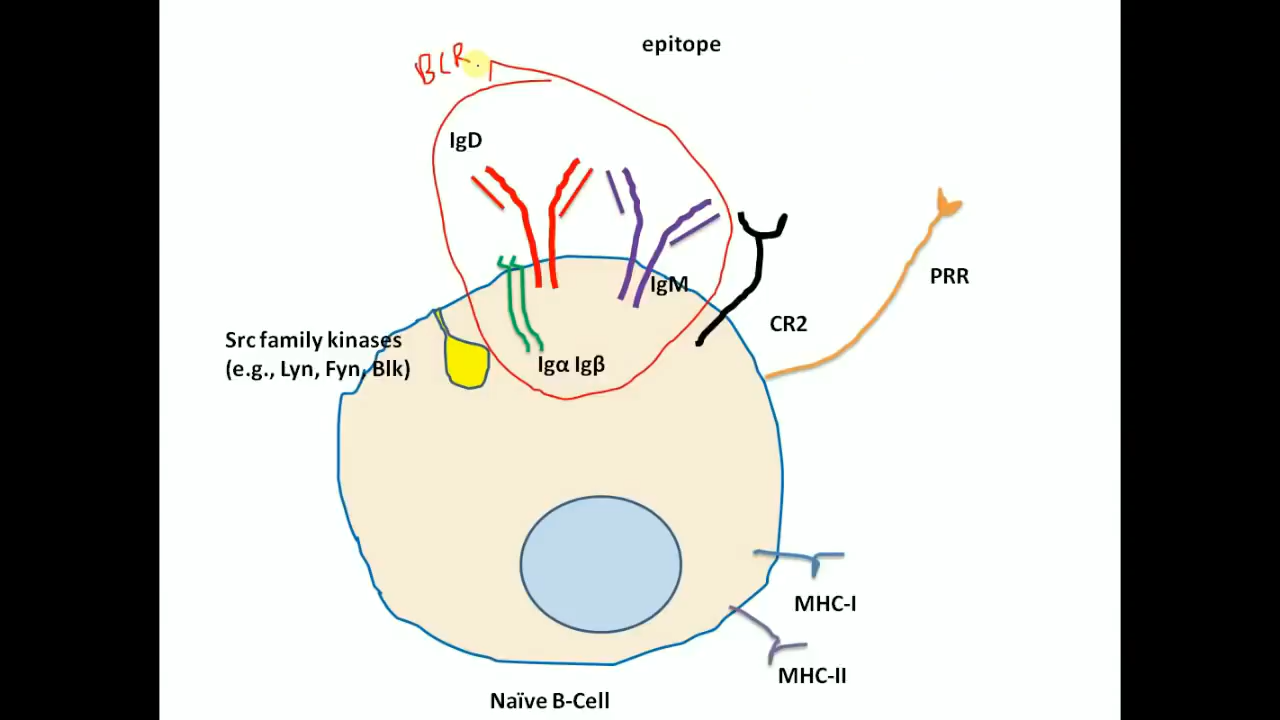 epitope
BCR
IgD
IgM
PRR
CR2
Src family kinases
(e.g., Lyn, Fyn, Blk)
Igα Igβ
MHC-I
MHC-II
Naïve B-Cell